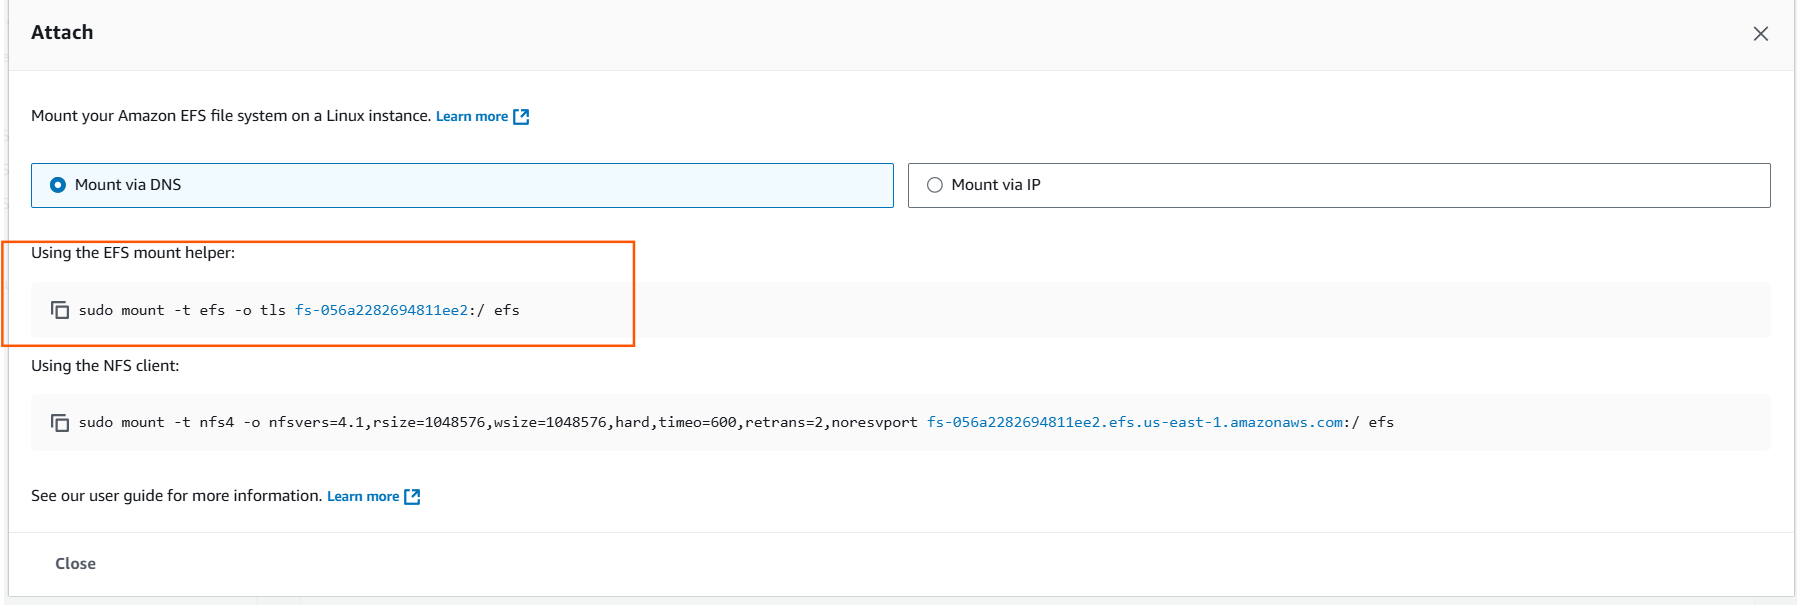 Attach
Mount your Amazon EFS file system on a Linux instance. Learn more
Mount via DNS
Mount via IP
Using the EFS mount helper:
sudo mount -t efs -o tls fs-056a2282694811ee2:/ efs
Using the NFS client:
sudo mount -t nfs4 -o nfsvers=4.1,rsize=1048576,wsize=1048576,hard,timeo=600,retrans=2,noresvport fs-056a2282694811ee2.efs.us-east-1.amazonaws.com:/ efs
See our user guide for more information. Learn more
Close